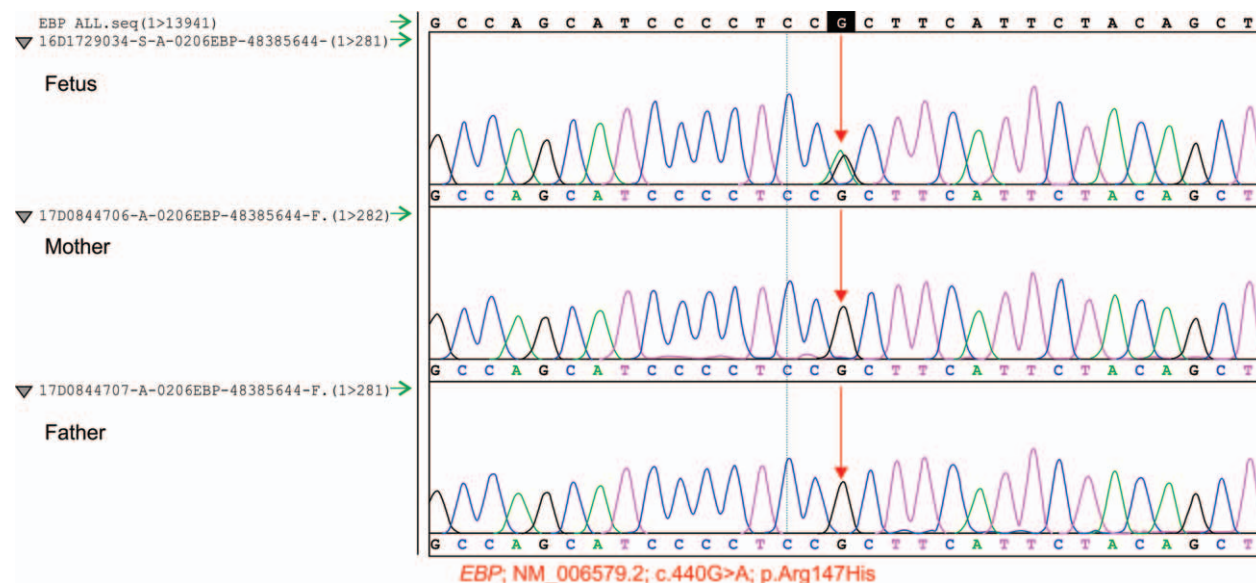 EBP ALL.seq(1>13941) → G C C A G C A T C C C C T C C G C T T C A T T C T A C A G C T
16D1729034-S-A-0206EBP-48385644-(1>281) →
Fetus
G C C A G C A T C C C C T C C G C T T C A T T C T A C A G C T
17D0844706-A-0206EBP-48385644-F.(1>282) →
Mother
G C C A G C A T C C C C T C C G C T T C A T T C T A C A G C T
17D0844707-A-0206EBP-48385644-F.(1>281) →
Father
G C C A G C A T C C C C T C C G C T T C A T T C T A C A G C T
EBP; NM_006579.2; c.440G>A; p.Arg147His